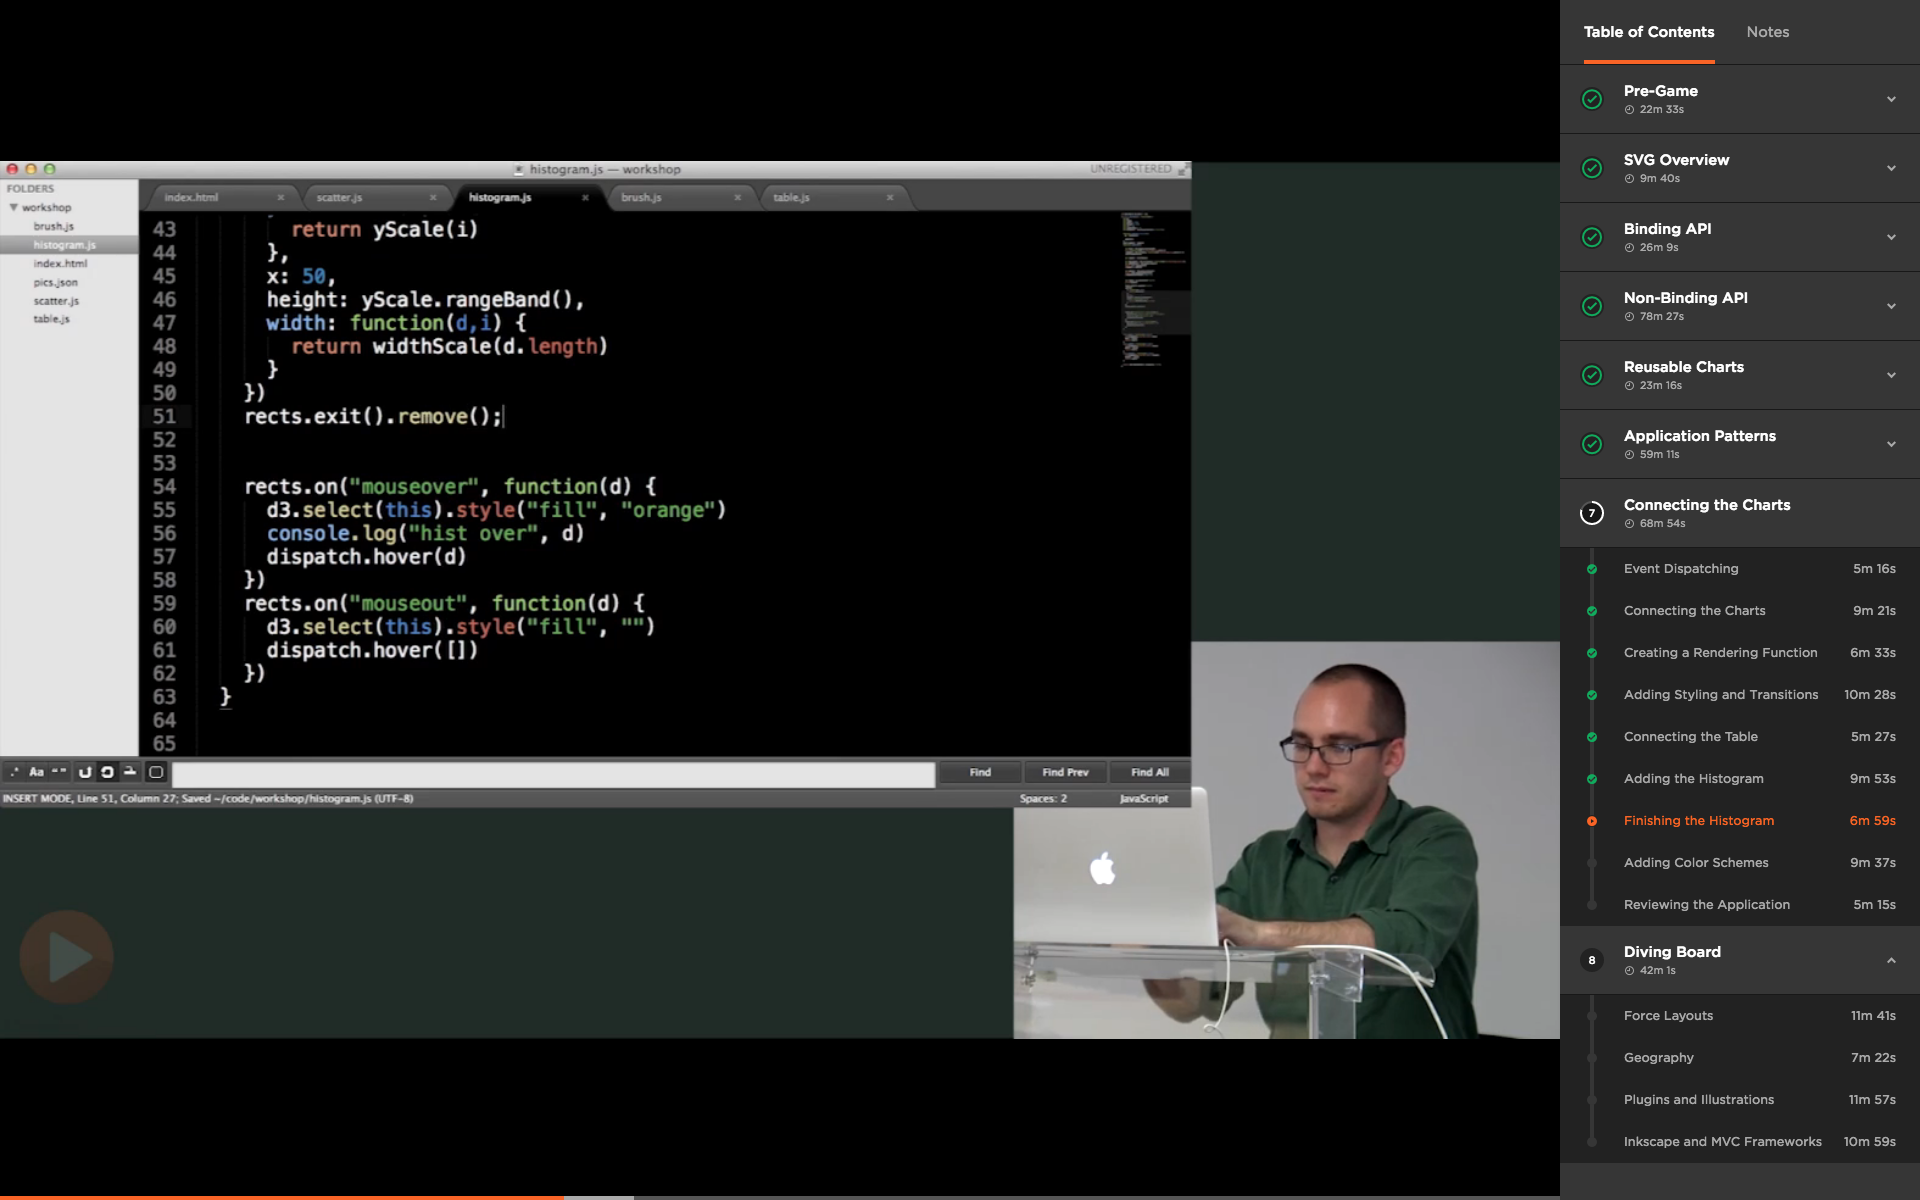 histogram.js — workshop
UNREGISTERED
FOLDERS
workshop
brush.js
histogram.js
index.html
pics.json
scatter.js
table.js
index.html
scatter.js
histogram.js
brush.js
table.js
43 return yScale(i)
44 },
45 x: 50,
46 height: yScale.rangeBand(),
47 width: function(d,i) {
48 return widthScale(d.length)
49 }
50 })
51 rects.exit().remove();
52
53
54 rects.on("mouseover", function(d) {
55 d3.select(this).style("fill", "orange")
56 console.log("hist over", d)
57 dispatch.hover(d)
58 })
59 rects.on("mouseout", function(d) {
60 d3.select(this).style("fill", "")
61 dispatch.hover([])
62 })
63 }
64
65
.* Aa "" Find Find Prev Find All
INSERT MODE, Line 51, Column 27; Saved ~/code/workshop/histogram.js (UTF-8)
Spaces: 2
JavaScript
Table of Contents
Notes
Pre-Game
22m 33s
SVG Overview
9m 40s
Binding API
26m 9s
Non-Binding API
78m 27s
Reusable Charts
23m 16s
Application Patterns
59m 11s
7
Connecting the Charts
68m 54s
Event Dispatching 5m 16s
Connecting the Charts 9m 21s
Creating a Rendering Function 6m 33s
Adding Styling and Transitions 10m 28s
Connecting the Table 5m 27s
Adding the Histogram 9m 53s
Finishing the Histogram 6m 59s
Adding Color Schemes 9m 37s
Reviewing the Application 5m 15s
8
Diving Board
42m 1s
Force Layouts 11m 41s
Geography 7m 22s
Plugins and Illustrations 11m 57s
Inkscape and MVC Frameworks 10m 59s